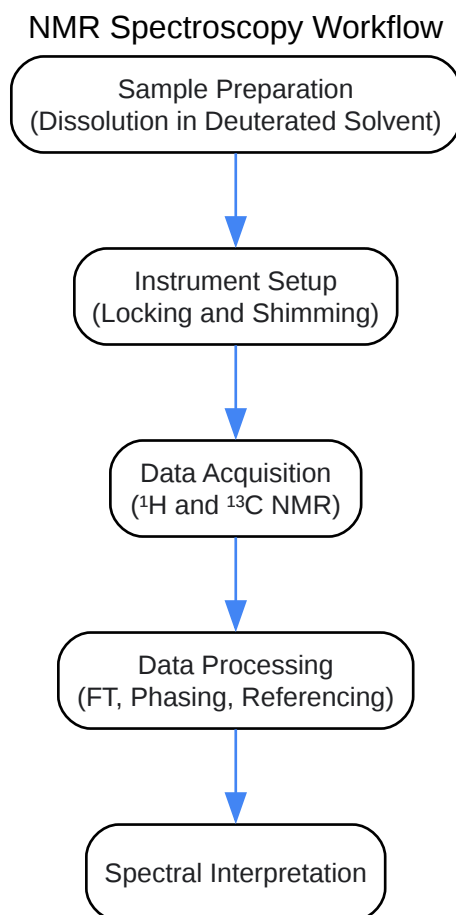 NMR Spectroscopy Workflow
Sample Preparation
(Dissolution in Deuterated Solvent)
Instrument Setup
(Locking and Shimming)
Data Acquisition
(¹H and ¹³C NMR)
Data Processing
(FT, Phasing, Referencing)
Spectral Interpretation